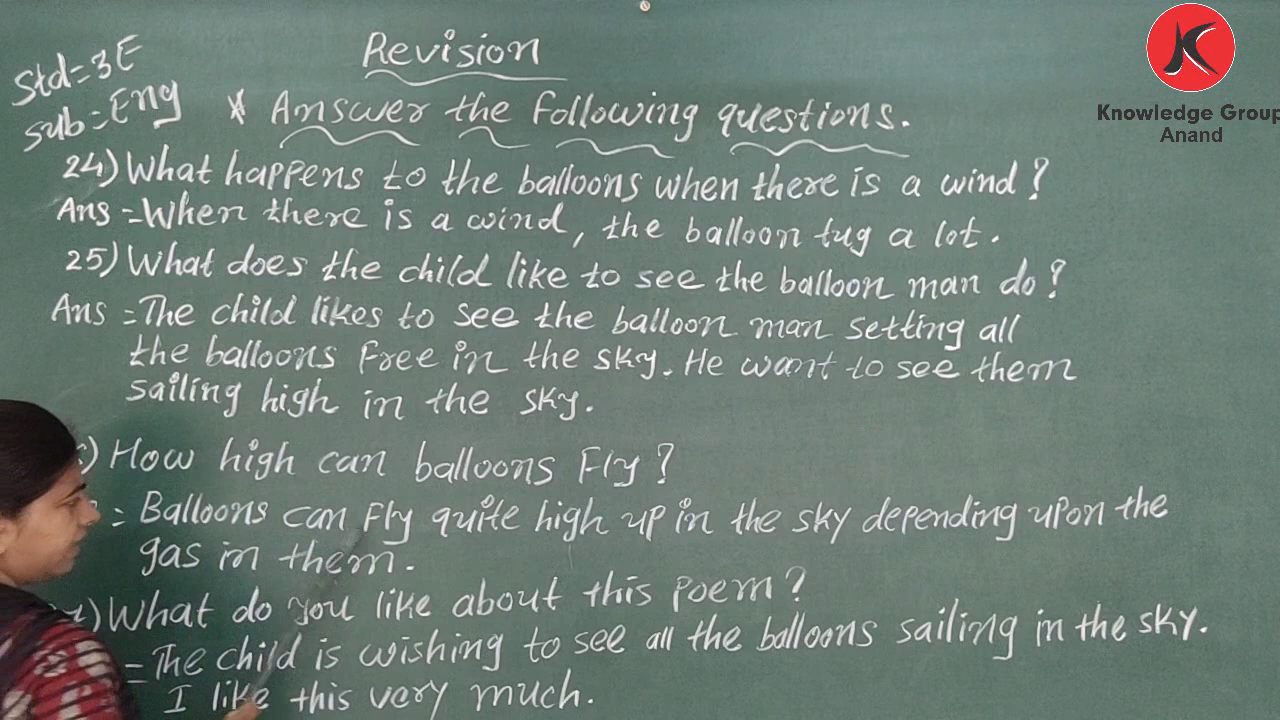 Std=3E
Sub=Eng
Revision
* Answer the following questions.
24) What happens to the balloons when there is a wind?
Ans = When there is a wind, the balloon tug a lot.
25) What does the child like to see the balloon man do?
Ans = The child likes to see the balloon man setting all
the balloons free in the sky. He want to see them
sailing high in the sky.
) How high can balloons fly?
= Balloons can fly quite high up in the sky depending upon the
gas in them.
) What do you like about this poem?
= The child is wishing to see all the balloons sailing in the sky.
I like this very much.
K
Knowledge Group
Anand